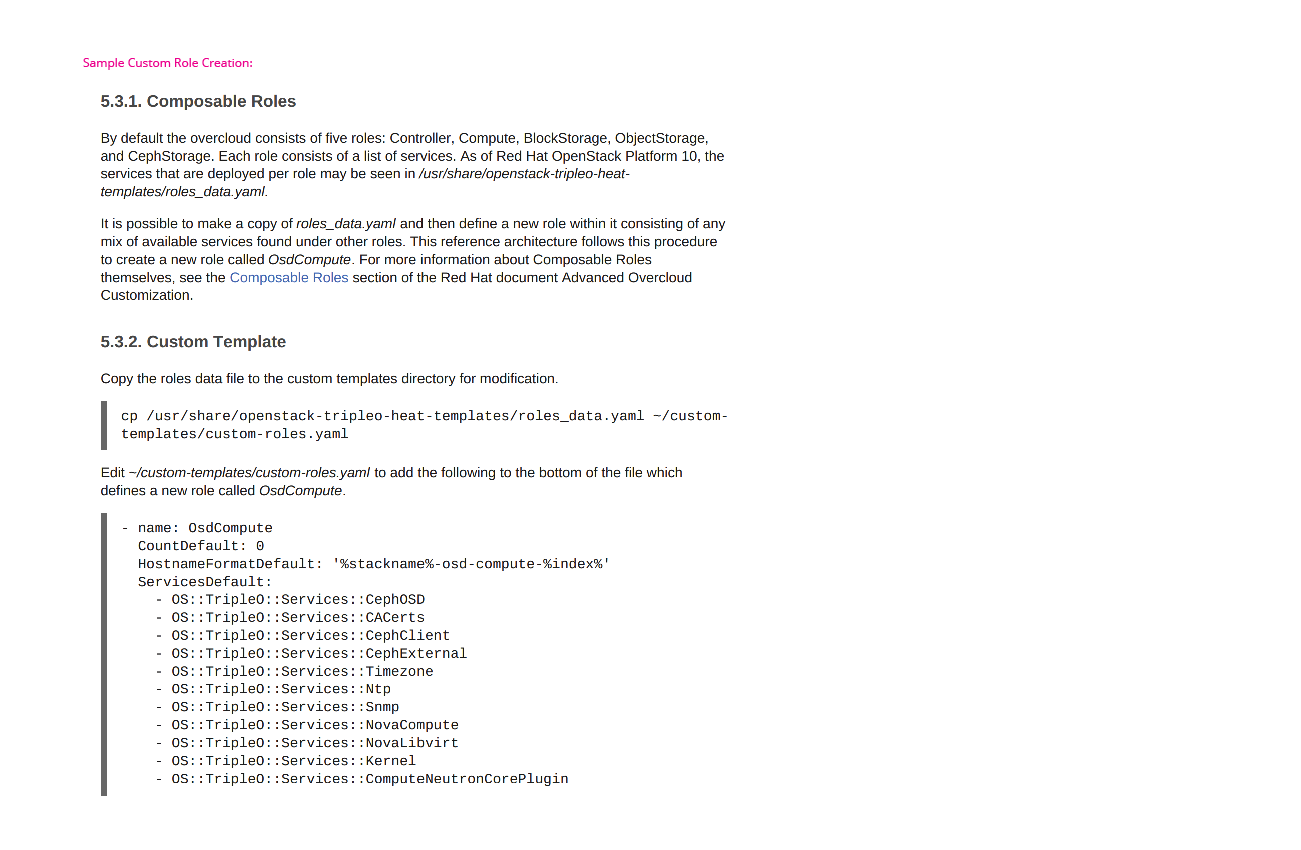 Sample Custom Role Creation:
5.3.1. Composable Roles
By default the overcloud consists of five roles: Controller, Compute, BlockStorage, ObjectStorage,
and CephStorage. Each role consists of a list of services. As of Red Hat OpenStack Platform 10, the
services that are deployed per role may be seen in /usr/share/openstack-tripleo-heat-
templates/roles_data.yaml.
It is possible to make a copy of roles_data.yaml and then define a new role within it consisting of any
mix of available services found under other roles. This reference architecture follows this procedure
to create a new role called OsdCompute. For more information about Composable Roles
themselves, see the Composable Roles section of the Red Hat document Advanced Overcloud
Customization.
5.3.2. Custom Template
Copy the roles data file to the custom templates directory for modification.
cp /usr/share/openstack-tripleo-heat-templates/roles_data.yaml ~/custom-
templates/custom-roles.yaml
Edit ~/custom-templates/custom-roles.yaml to add the following to the bottom of the file which
defines a new role called OsdCompute.
- name: OsdCompute
  CountDefault: 0
  HostnameFormatDefault: '%stackname%-osd-compute-%index%'
  ServicesDefault:
    - OS::TripleO::Services::CephOSD
    - OS::TripleO::Services::CACerts
    - OS::TripleO::Services::CephClient
    - OS::TripleO::Services::CephExternal
    - OS::TripleO::Services::Timezone
    - OS::TripleO::Services::Ntp
    - OS::TripleO::Services::Snmp
    - OS::TripleO::Services::NovaCompute
    - OS::TripleO::Services::NovaLibvirt
    - OS::TripleO::Services::Kernel
    - OS::TripleO::Services::ComputeNeutronCorePlugin